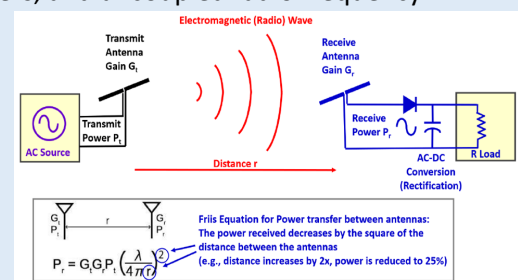 Electromagnetic (Radio) Wave
Transmit
Antenna
Gain Gt
Receive
Antenna
Gain Gr
Transmit
Power Pt
AC Source
Receive
Power Pr
Distance r
AC-DC
Conversion
(Rectification)
R Load
Gt
Pt
r
Gr
Pr
Pr = GtGrPt(λ/4πr)²
Friis Equation for Power transfer between antennas:
The power received decreases by the square of the
distance between the antennas
(e.g., distance increases by 2x, power is reduced to 25%)